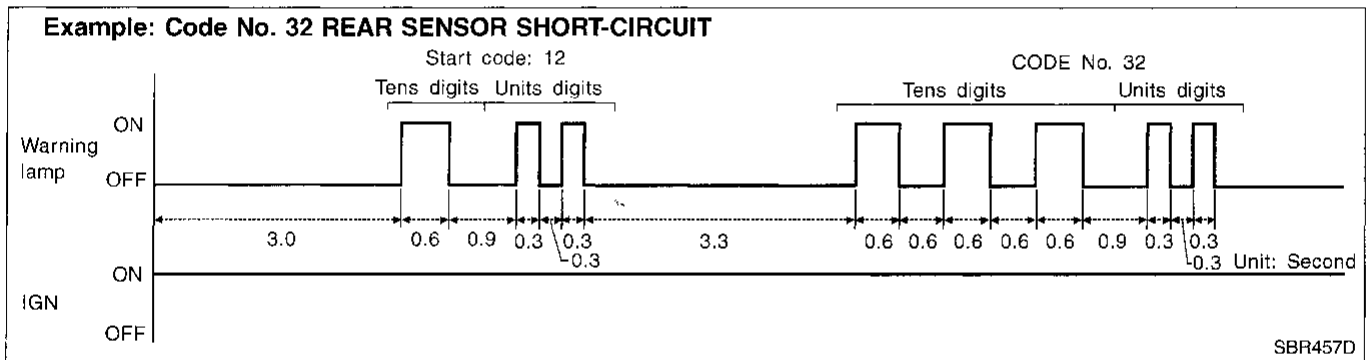 Example: Code No. 32 REAR SENSOR SHORT-CIRCUIT
Start code: 12
CODE No. 32
Tens digits Units digits
Tens digits
Units digits
ON
Warning
lamp
OFF
3.0 0.6 0.9 0.3 0.3 3.3 0.6 0.6 0.6 0.6 0.6 0.9 0.3 0.3
0.3
0.3 Unit: Second
ON
IGN
OFF
SBR457D